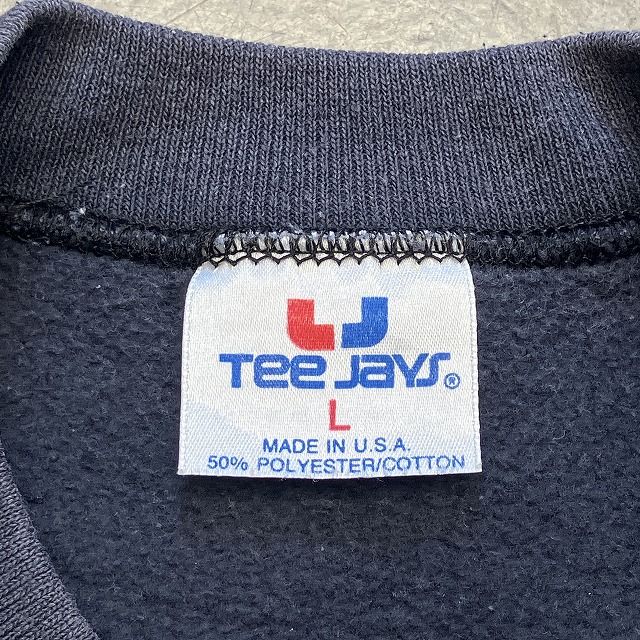 Tee Jays®
L
MADE IN U.S.A.
50% POLYESTER/COTTON